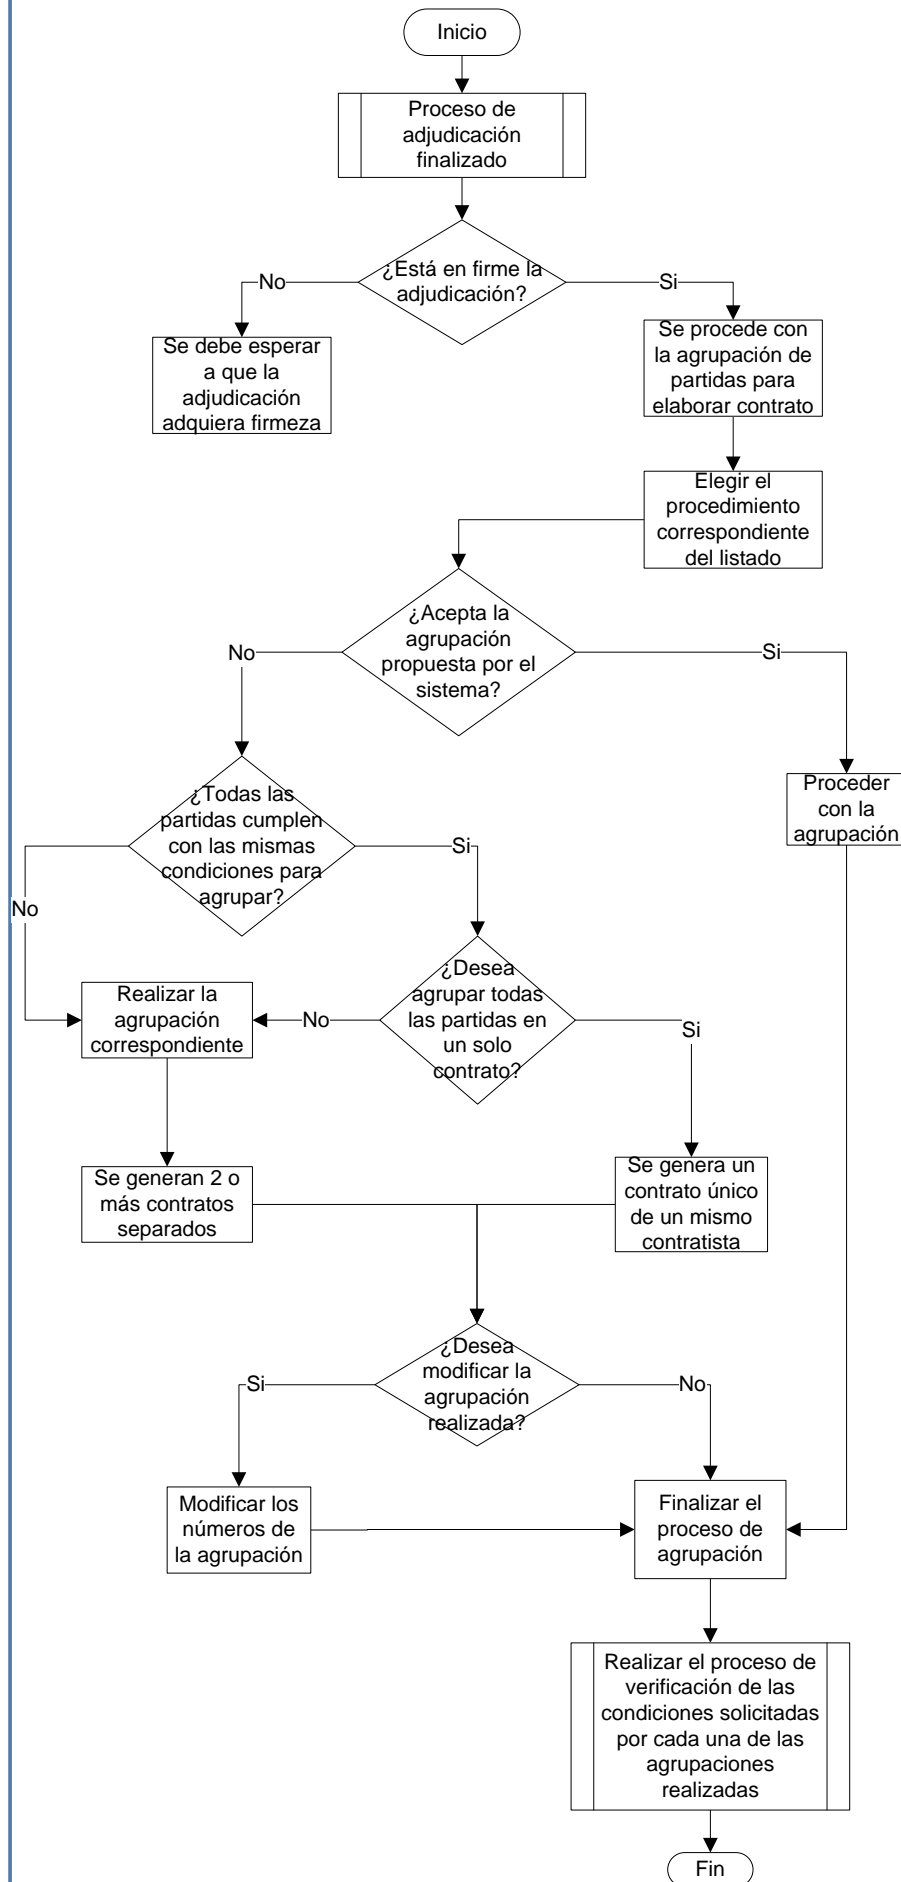 Inicio
Proceso de
adjudicación
finalizado
¿Está en firme la
adjudicación?
No
Si
Se debe esperar
a que la
adjudicación
adquiera firmeza
Se procede con
la agrupación de
partidas para
elaborar contrato
Elegir el
procedimiento
correspondiente
del listado
¿Acepta la
agrupación
propuesta por el
sistema?
No
Si
¿Todas las
partidas cumplen
con las mismas
condiciones para
agrupar?
Proceder
con la
agrupación
Si
No
¿Desea
agrupar todas
las partidas en
un solo
contrato?
Realizar la
agrupación
correspondiente
No
Si
Se generan 2 o
más contratos
separados
Se genera un
contrato único
de un mismo
contratista
¿Desea
modificar la
agrupación
realizada?
Si
No
Modificar los
números de
la agrupación
Finalizar el
proceso de
agrupación
Realizar el proceso de
verificación de las
condiciones solicitadas
por cada una de las
agrupaciones
realizadas
Fin